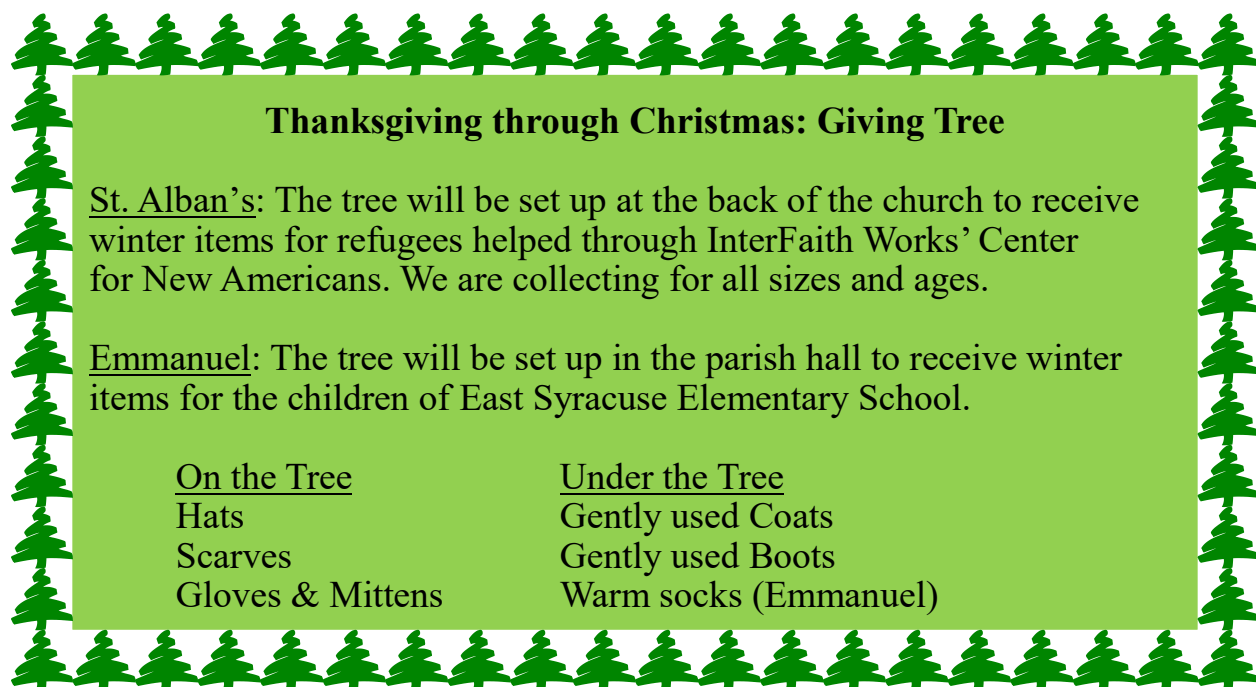 Thanksgiving through Christmas: Giving Tree
St. Alban’s: The tree will be set up at the back of the church to receive
winter items for refugees helped through InterFaith Works’ Center
for New Americans. We are collecting for all sizes and ages.
Emmanuel: The tree will be set up in the parish hall to receive winter
items for the children of East Syracuse Elementary School.
On the Tree Under the Tree
Hats Gently used Coats
Scarves Gently used Boots
Gloves & Mittens Warm socks (Emmanuel)